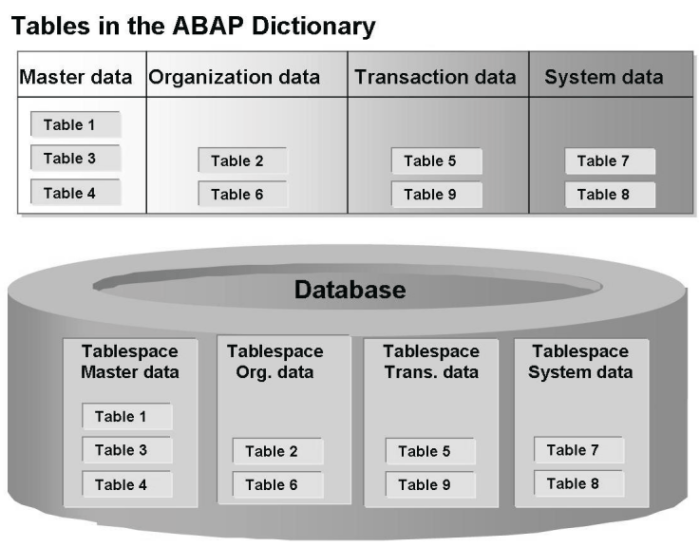 Tables in the ABAP Dictionary
Master data Organization data Transaction data System data
Table 1
Table 3 Table 2 Table 5 Table 7
Table 4 Table 6 Table 9 Table 8
Database
Tablespace Tablespace Tablespace Tablespace
Master data Org. data Trans. data System data
Table 1
Table 3 Table 2 Table 5 Table 7
Table 4 Table 6 Table 9 Table 8